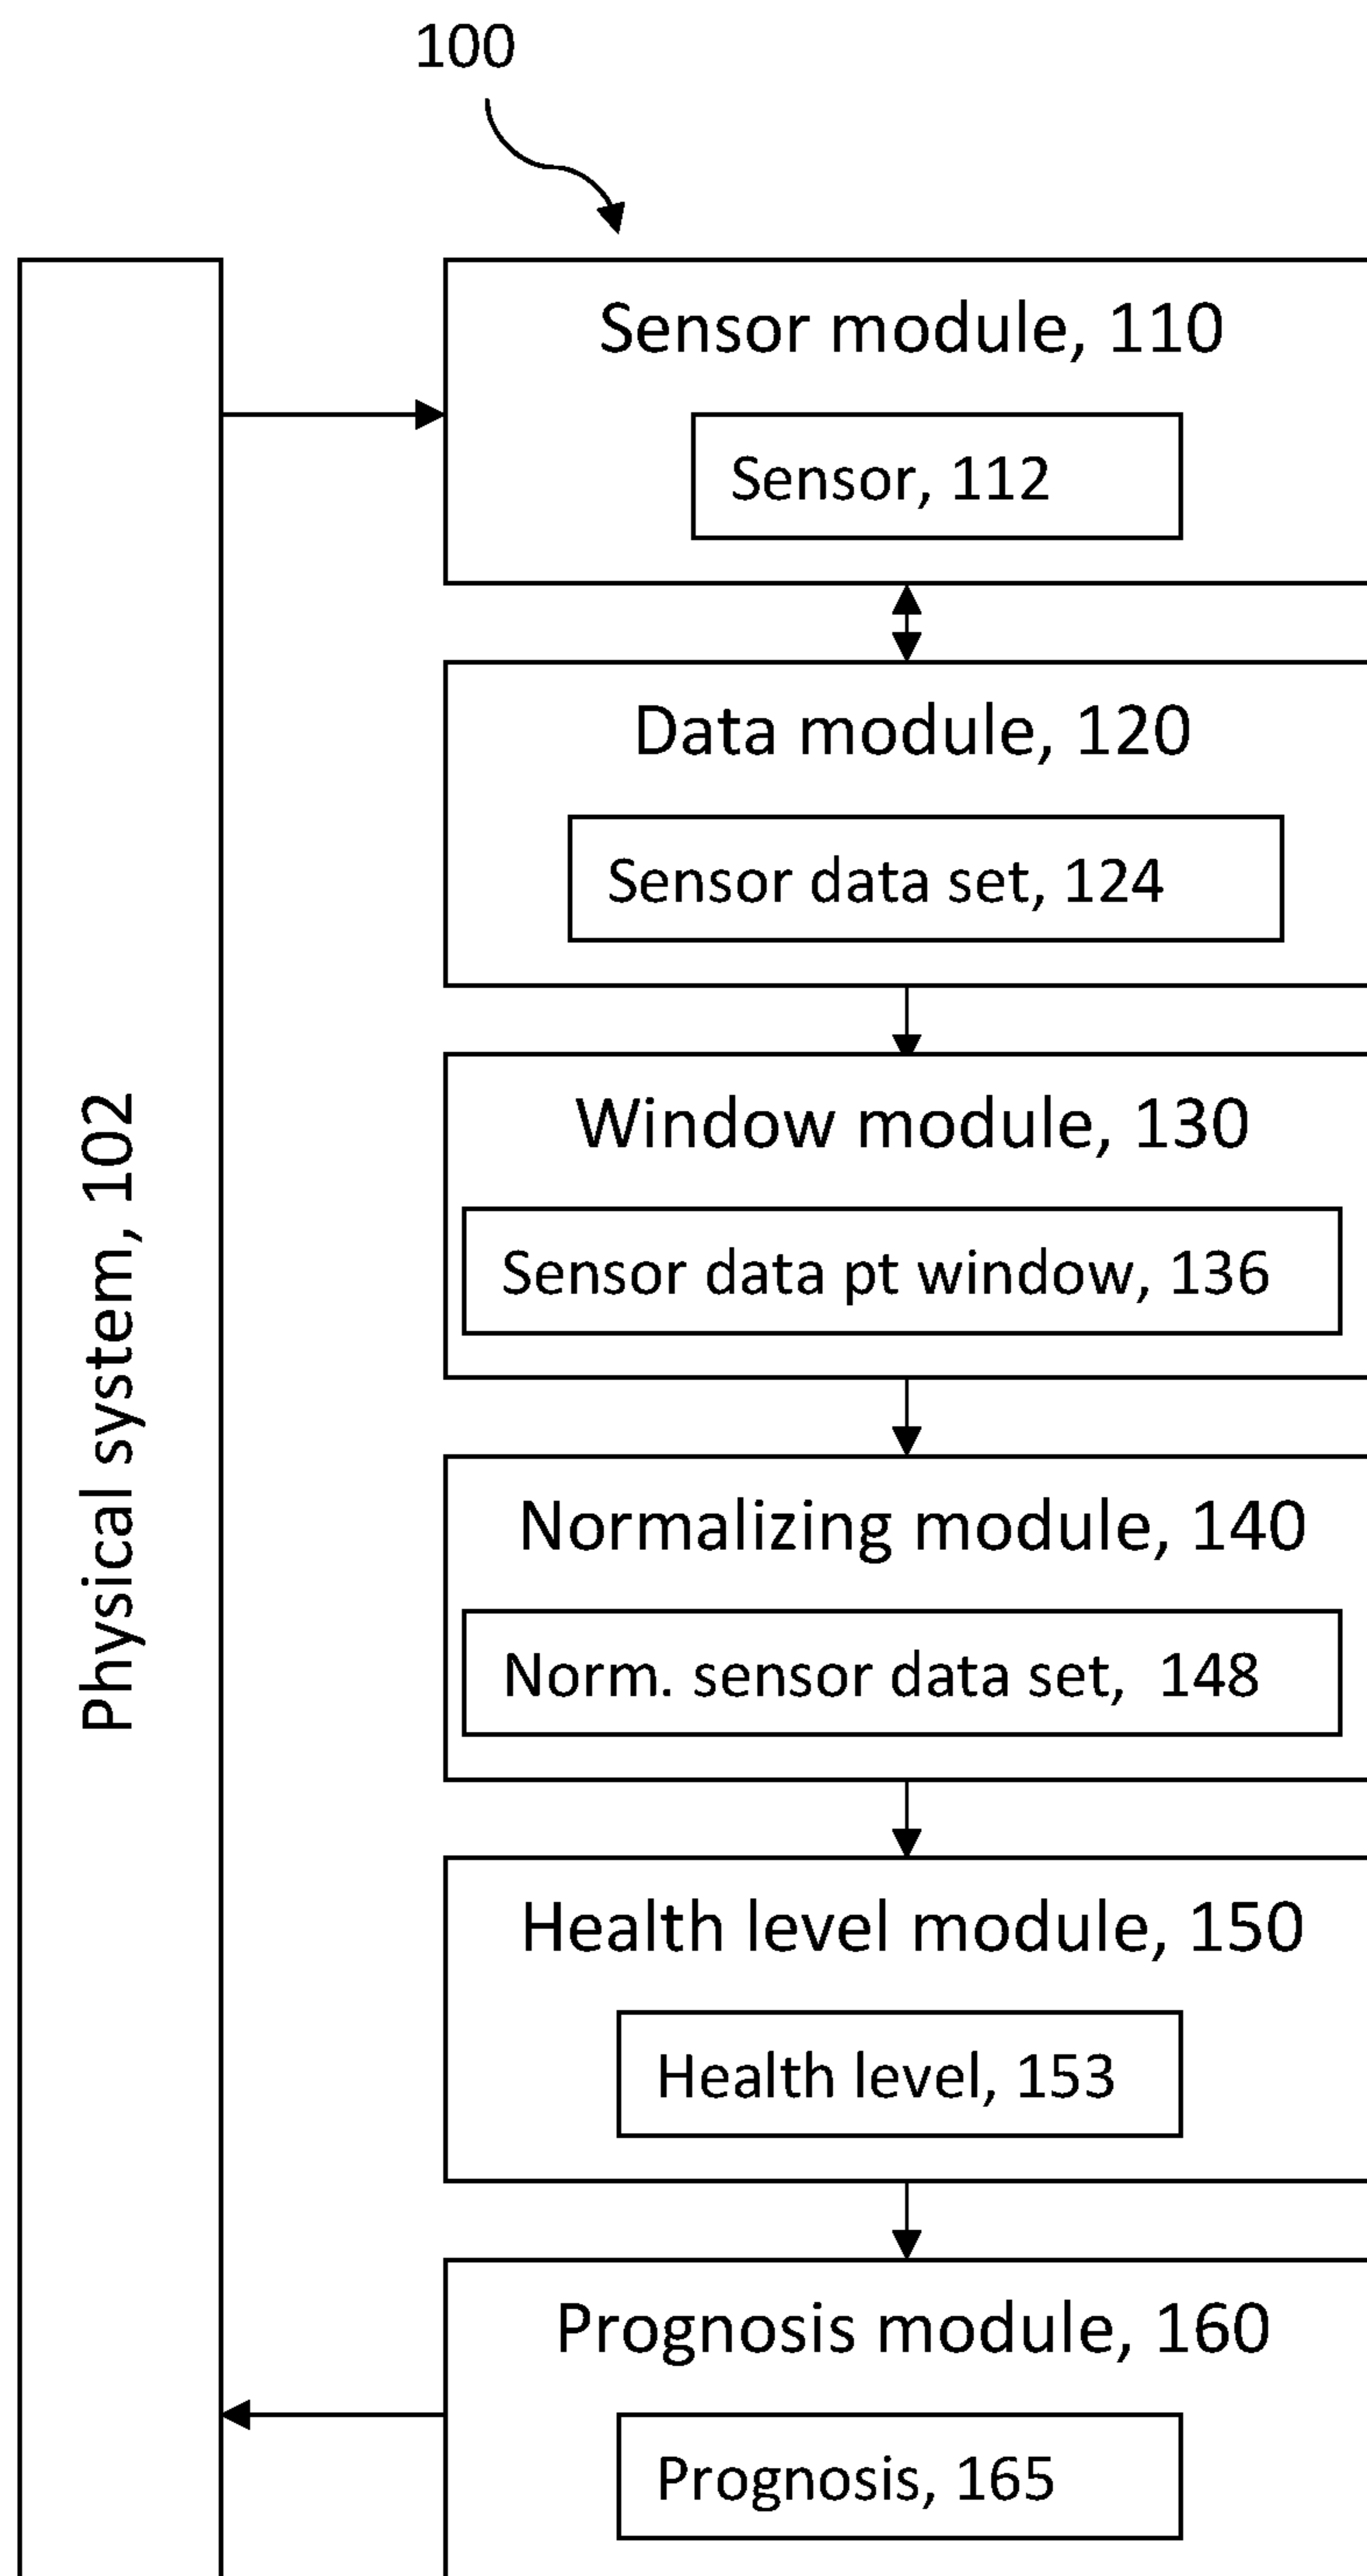 100
Physical system, 102
Sensor module, 110
Sensor, 112
Data module, 120
Sensor data set, 124
Window module, 130
Sensor data pt window, 136
Normalizing module, 140
Norm. sensor data set, 148
Health level module, 150
Health level, 153
Prognosis module, 160
Prognosis, 165